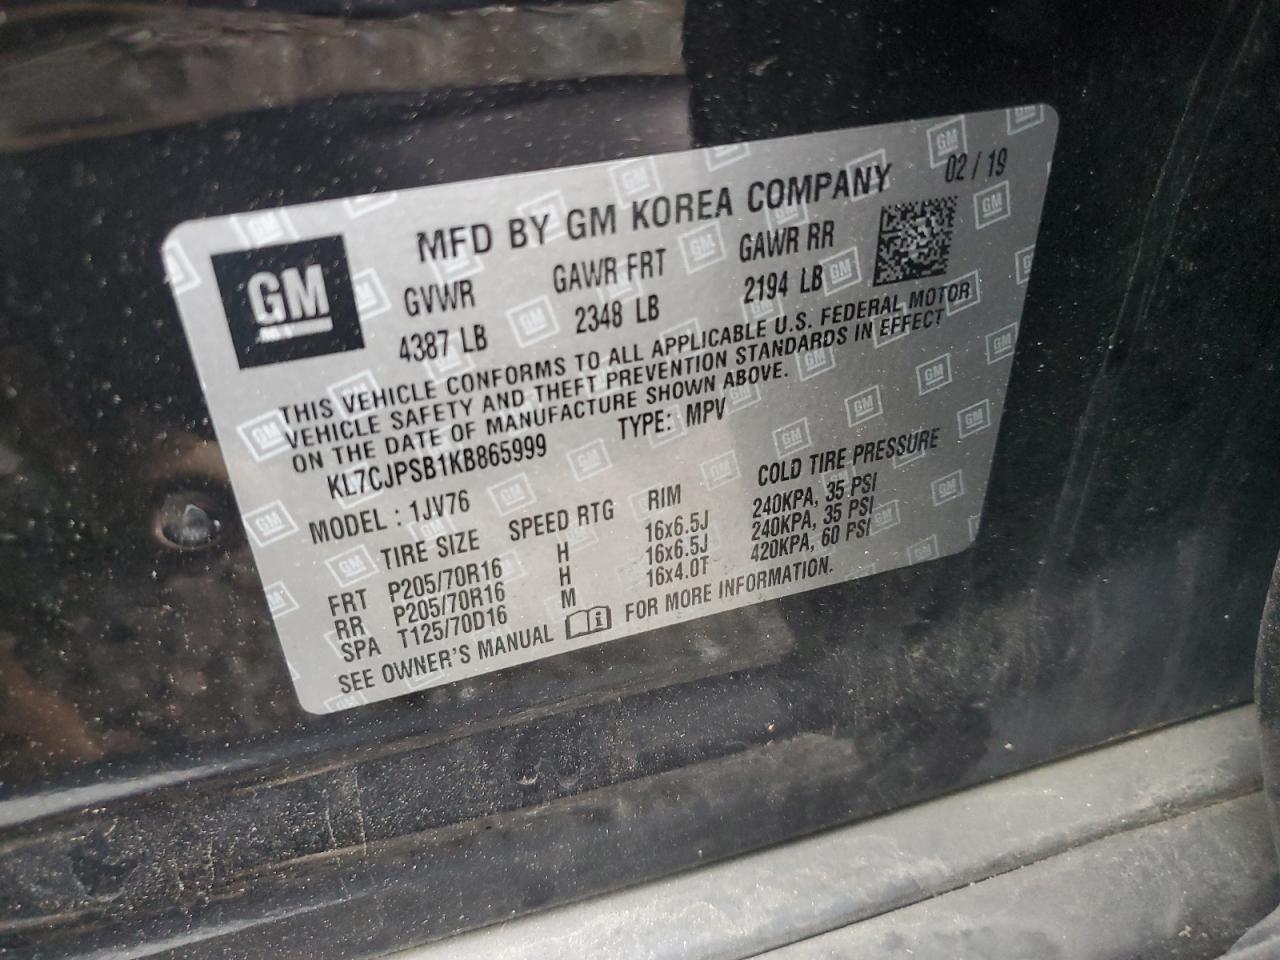 GM
MFD BY GM KOREA COMPANY 02 / 19
GVWR GAWR FRT GAWR RR
4387 LB 2348 LB 2194 LB
THIS VEHICLE CONFORMS TO ALL APPLICABLE U.S. FEDERAL MOTOR
VEHICLE SAFETY AND THEFT PREVENTION STANDARDS IN EFFECT
ON THE DATE OF MANUFACTURE SHOWN ABOVE.
KL7CJPSB1KB865999 TYPE: MPV
MODEL : 1JV76
TIRE SIZE SPEED RTG RIM COLD TIRE PRESSURE
FRT P205/70R16 H 16x6.5J 240KPA, 35 PSI
RR P205/70R16 H 16x6.5J 240KPA, 35 PSI
SPA T125/70D16 M 16x4.0T 420KPA, 60 PSI
SEE OWNER'S MANUAL i FOR MORE INFORMATION.